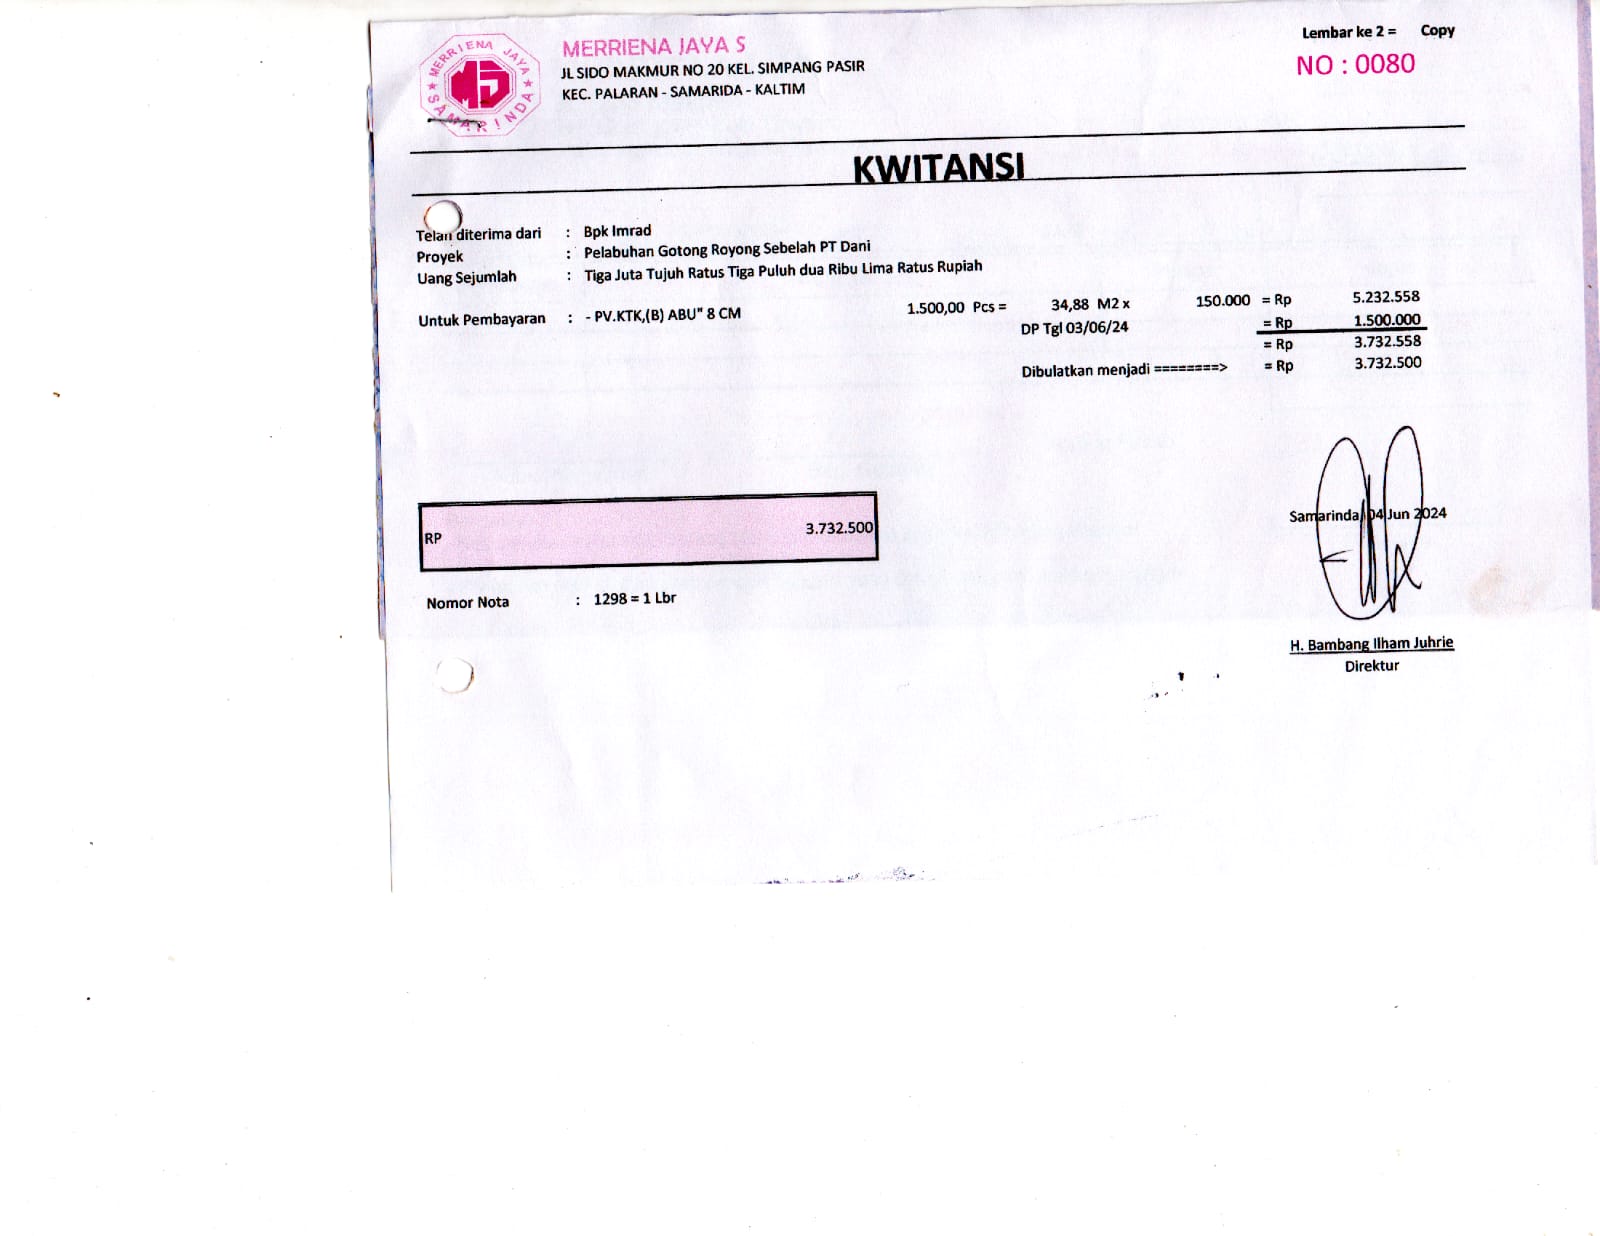 MERRIENA JAYA
SAMARINDA
MERRIENA JAYA S
JL SIDO MAKMUR NO 20 KEL. SIMPANG PASIR
KEC. PALARAN - SAMARIDA - KALTIM
Lembar ke 2 = Copy
NO : 0080
KWITANSI
Telah diterima dari : Bpk Imrad
Proyek : Pelabuhan Gotong Royong Sebelah PT Dani
Uang Sejumlah : Tiga Juta Tujuh Ratus Tiga Puluh dua Ribu Lima Ratus Rupiah
Untuk Pembayaran : - PV.KTK,(B) ABU" 8 CM 1.500,00 Pcs = 34,88 M2 x 150.000 = Rp 5.232.558
DP Tgl 03/06/24 = Rp 1.500.000
= Rp 3.732.558
Dibulatkan menjadi ========> = Rp 3.732.500
RP 3.732.500
Samarinda, 04 Jun 2024
Nomor Nota : 1298 = 1 Lbr
H. Bambang Ilham Juhrie
Direktur